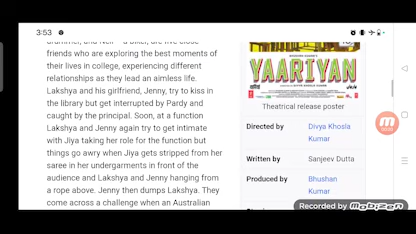 3:53
friends who are exploring the best moments of
their lives in college, experiencing different
relationships as they lead an aimless life.
Lakshya and his girlfriend, Jenny, try to kiss in
the library but get interrupted by Pardy and
caught by the principal. Soon, at a function
Lakshya and Jenny again try to get intimate
with Jiya taking her role for the function but
things go awry when Jiya gets stripped from her
saree in her undergarments in front of the
audience and Lakshya and Jenny hanging from
a rope above. Jenny then dumps Lakshya. They
come across a challenge when an Australian
YAARIYAN
Theatrical release poster
Directed by Divya Khosla
Kumar
Written by Sanjeev Dutta
Produced by Bhushan
Kumar
Recorded by Mobizen